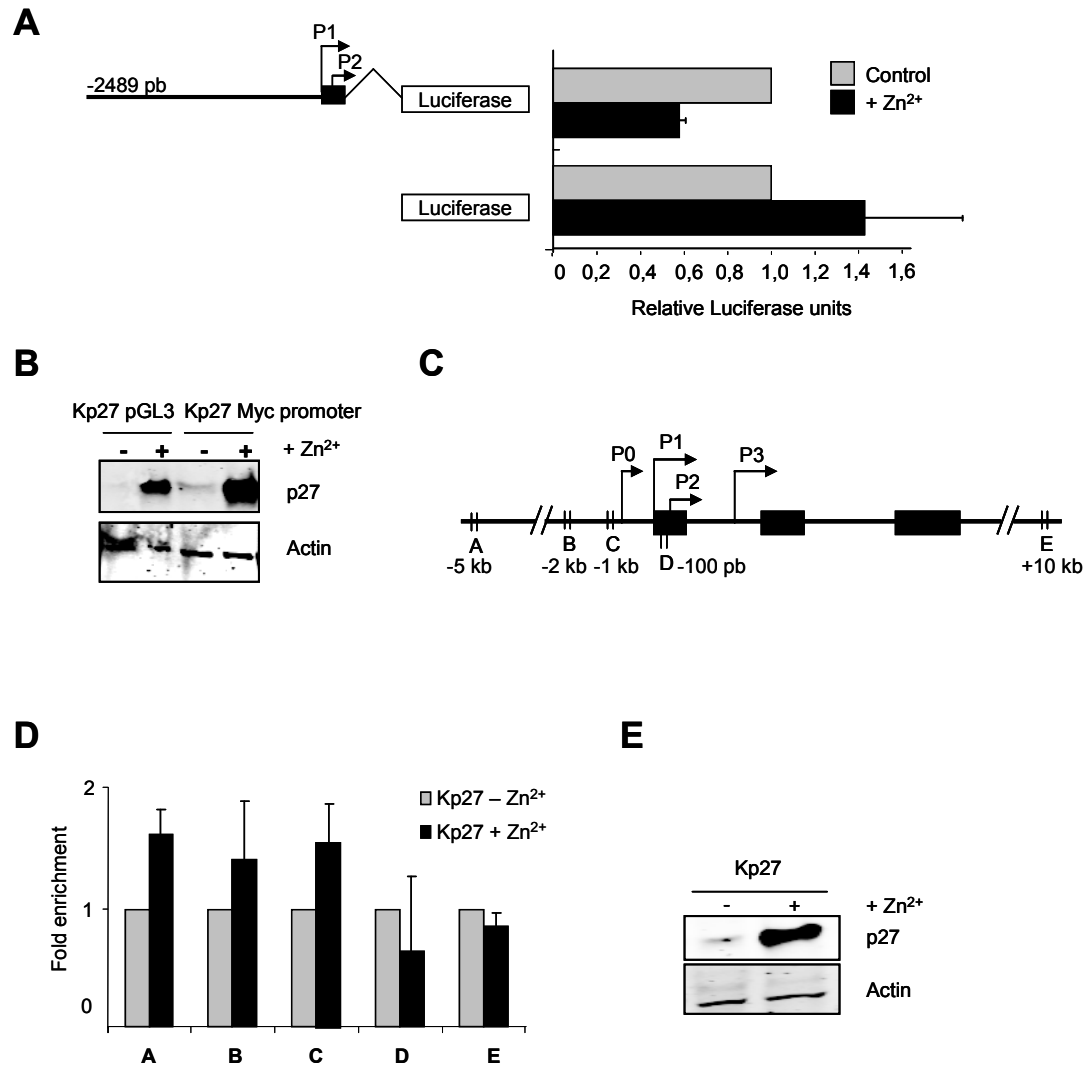 A
P1
P2
-2489 pb
Luciferase
Control
+ Zn²⁺
Luciferase
0 0,2 0,4 0,6 0,8 1,0 1,2 1,4 1,6
Relative Luciferase units
B
Kp27 pGL3 Kp27 Myc promoter
- + - + + Zn²⁺
p27
Actin
C
P0 P1 P2 P3
A B C D E
-5 kb -2 kb -1 kb -100 pb +10 kb
D
2
1
0
Fold enrichment
Kp27 – Zn²⁺
Kp27 + Zn²⁺
A B C D E
E
Kp27
- + + Zn²⁺
p27
Actin